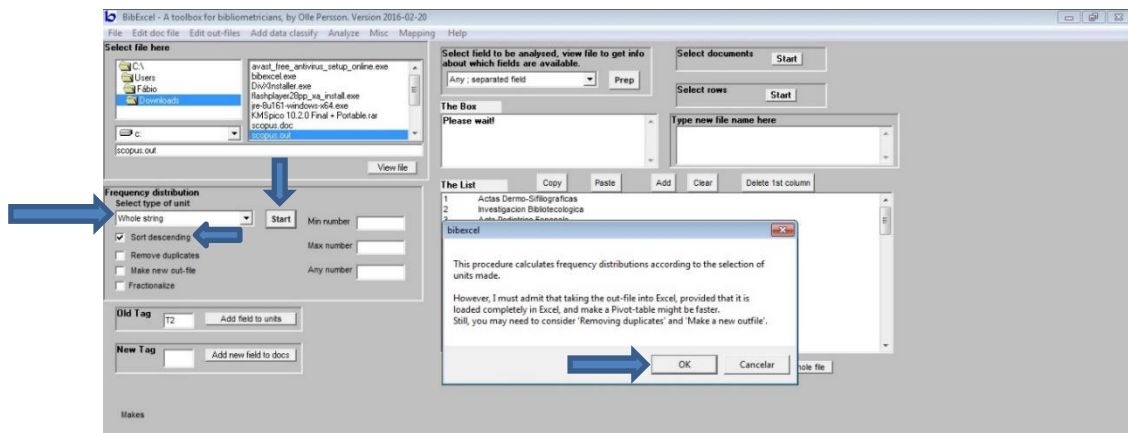 BibExcel - A toolbox for bibliometricians, by Olle Persson. Version 2016-02-20
File Edit doc file Edit out-files Add data classify Analyze Misc Mapping Help
Select file here
C:\
Users
Fábio
Downloads
c:
avast_free_antivirus_setup_online.exe
bibexcel.exe
DivXInstaller.exe
flashplayer28pp_xa_install.exe
jre-8u161-windows-x64.exe
KMSpico 10.2.0 Final + Portable.rar
scopus.doc
scopus.out
scopus.out
View file
Frequency distribution
Select type of unit
Whole string
Start
Sort descending
Remove duplicates
Make new out-file
Fractionalize
Min number
Max number
Any number
Old Tag
T2
Add field to units
New Tag
Add new field to docs
Makes
Select field to be analysed, view file to get info
about which fields are available.
Any ; separated field
Prep
Select documents
Start
Select rows
Start
The Box
Please wait!
Type new file name here
The List
Copy
Paste
Add
Clear
Delete 1st column
1 Actas Dermo-Sifiliograficas
2 Investigacion Bibliotecologica
bibexcel
This procedure calculates frequency distributions according to the selection of
units made.
However, I must admit that taking the out-file into Excel, provided that it is
loaded completely in Excel, and make a Pivot-table might be faster.
Still, you may need to consider 'Removing duplicates' and 'Make a new outfile'.
OK
Cancelar
file